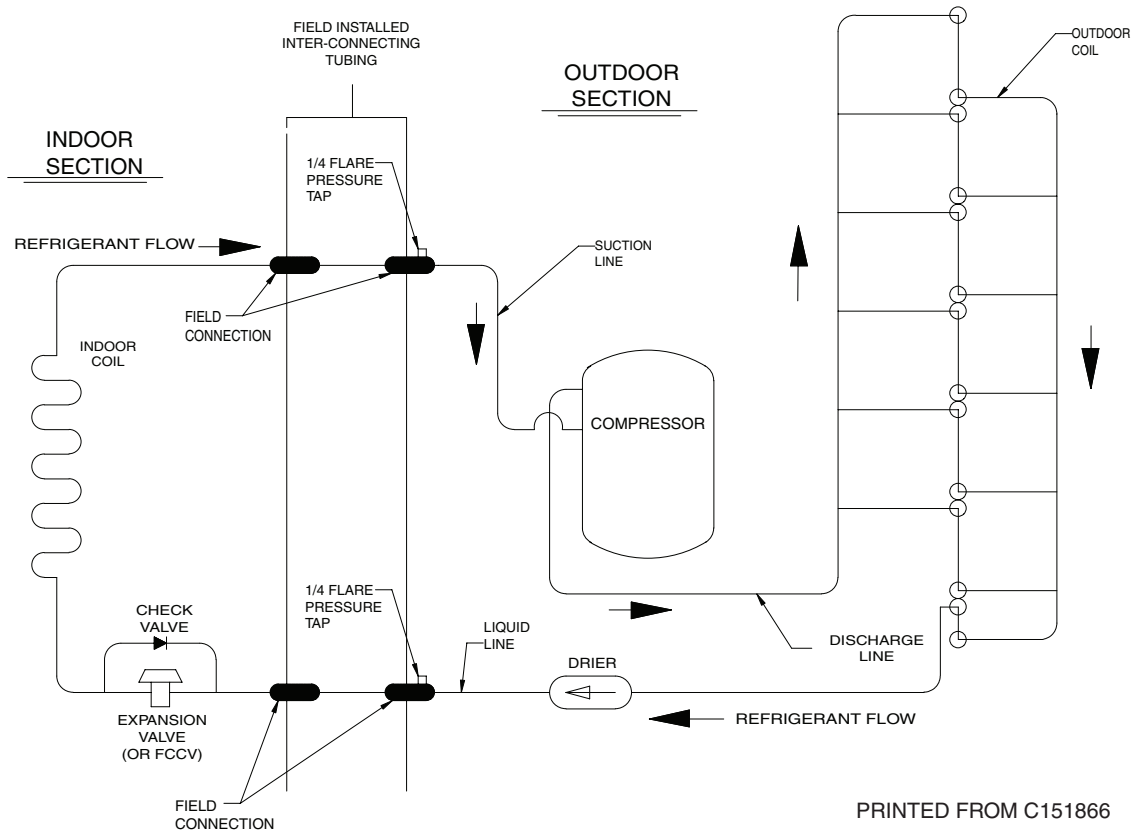 FIELD INSTALLED
INTER-CONNECTING
TUBING
OUTDOOR
SECTION
OUTDOOR
COIL
INDOOR
SECTION
1/4 FLARE
PRESSURE
TAP
REFRIGERANT FLOW
SUCTION
LINE
FIELD
CONNECTION
INDOOR
COIL
COMPRESSOR
1/4 FLARE
PRESSURE
TAP
CHECK
VALVE
LIQUID
LINE
DISCHARGE
LINE
DRIER
EXPANSION
VALVE
(OR FCCV)
REFRIGERANT FLOW
FIELD
CONNECTION
PRINTED FROM C151866